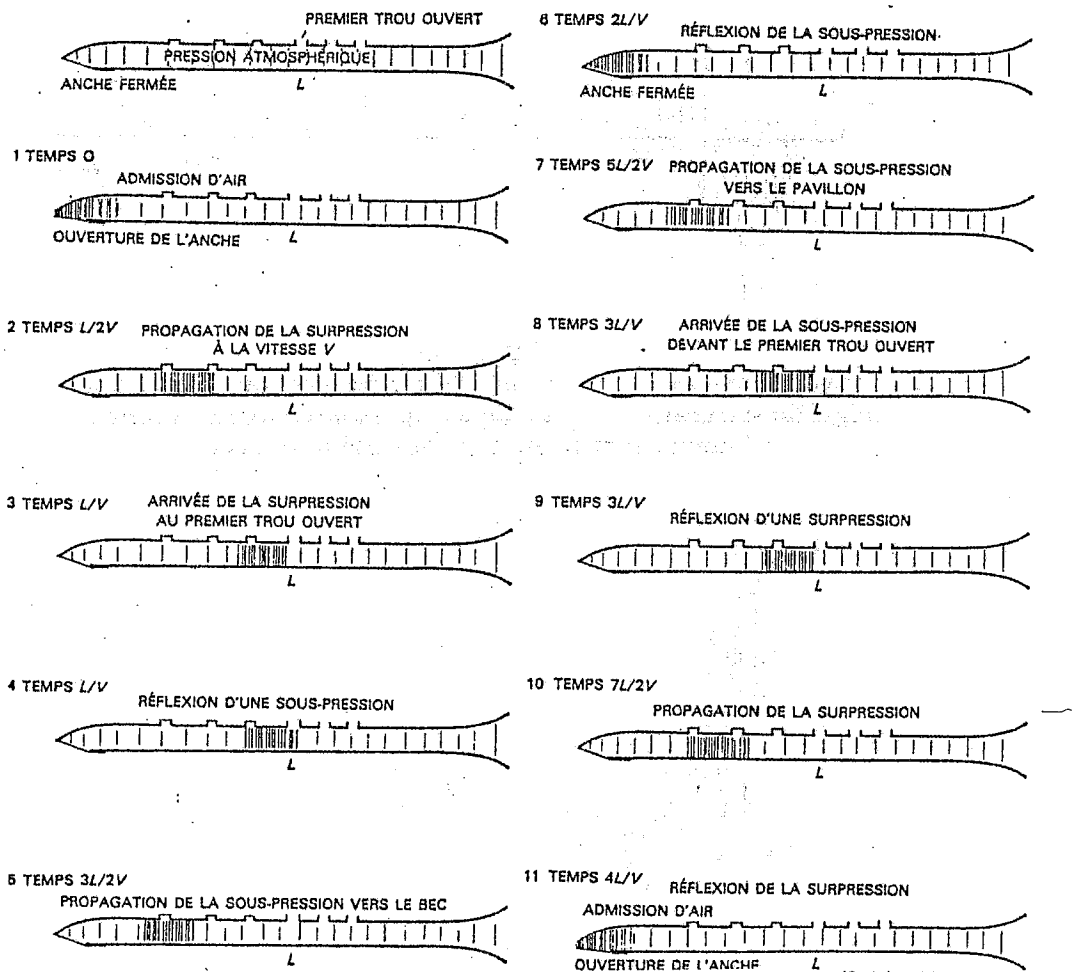 PREMIER TROU OUVERT
PRESSION ATMOSPHÉRIQUE
ANCHE FERMÉE
L
1 TEMPS O
ADMISSION D'AIR
OUVERTURE DE L'ANCHE
L
2 TEMPS L/2V
PROPAGATION DE LA SURPRESSION
À LA VITESSE V
L
3 TEMPS L/V
ARRIVÉE DE LA SURPRESSION
AU PREMIER TROU OUVERT
L
4 TEMPS L/V
RÉFLEXION D'UNE SOUS-PRESSION
L
5 TEMPS 3L/2V
PROPAGATION DE LA SOUS-PRESSION VERS LE BEC
L
6 TEMPS 2L/V
RÉFLEXION DE LA SOUS-PRESSION
ANCHE FERMÉE
L
7 TEMPS 5L/2V
PROPAGATION DE LA SOUS-PRESSION
VERS LE PAVILLON
L
8 TEMPS 3L/V
ARRIVÉE DE LA SOUS-PRESSION
DEVANT LE PREMIER TROU OUVERT
L
9 TEMPS 3L/V
RÉFLEXION D'UNE SURPRESSION
L
10 TEMPS 7L/2V
PROPAGATION DE LA SURPRESSION
L
11 TEMPS 4L/V
RÉFLEXION DE LA SURPRESSION
ADMISSION D'AIR
OUVERTURE DE L'ANCHE
L